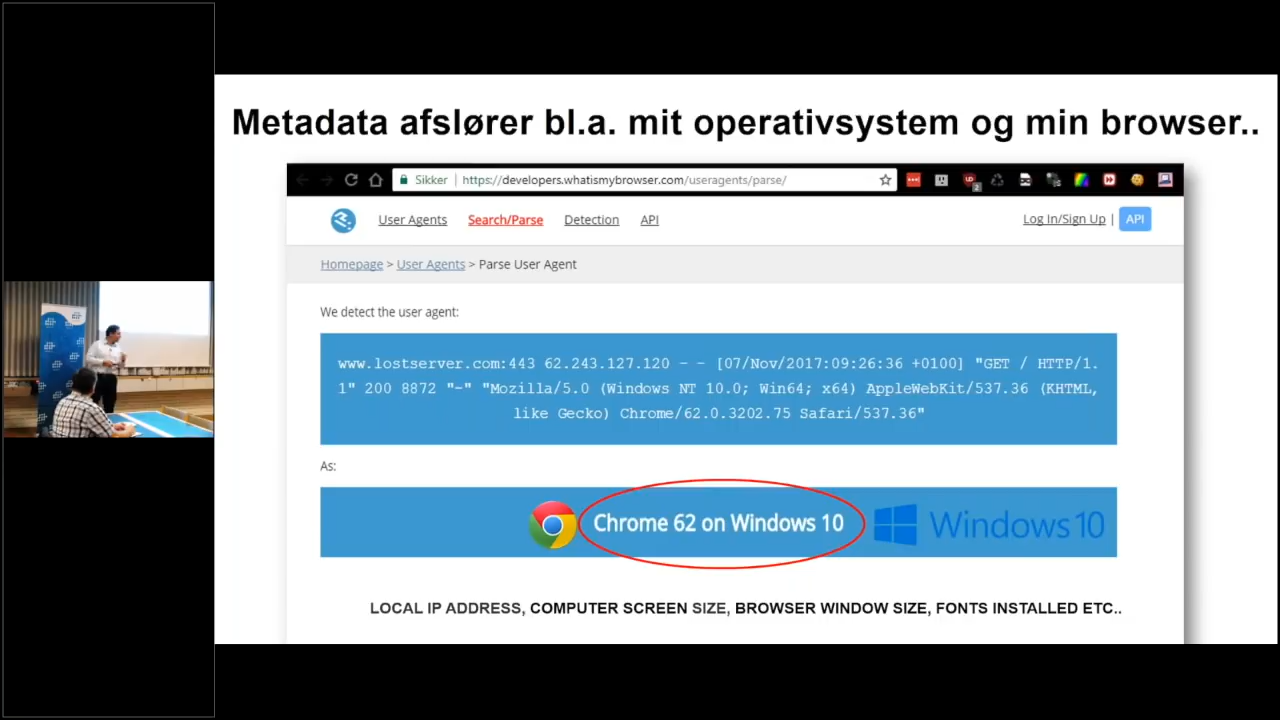 Metadata afslører bl.a. mit operativsystem og min browser..
Sikker https://developers.whatismybrowser.com/useragents/parse/
User Agents Search/Parse Detection API Log In/Sign Up | API
Homepage > User Agents > Parse User Agent
We detect the user agent:
www.lostserver.com:443 62.243.127.120 - - [07/Nov/2017:09:26:36 +0100] "GET / HTTP/1.
1" 200 8872 "-" "Mozilla/5.0 (Windows NT 10.0; Win64; x64) AppleWebKit/537.36 (KHTML,
like Gecko) Chrome/62.0.3202.75 Safari/537.36"
As:
Chrome 62 on Windows 10 Windows 10
LOCAL IP ADDRESS, COMPUTER SCREEN SIZE, BROWSER WINDOW SIZE, FONTS INSTALLED ETC..